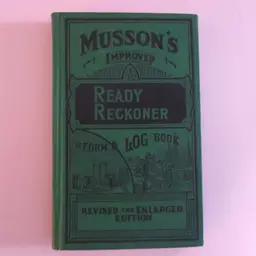 MUSSON'S
IMPROVED
READY
RECKONER
FORM & LOG BOOK
REVISED AND ENLARGED
EDITION